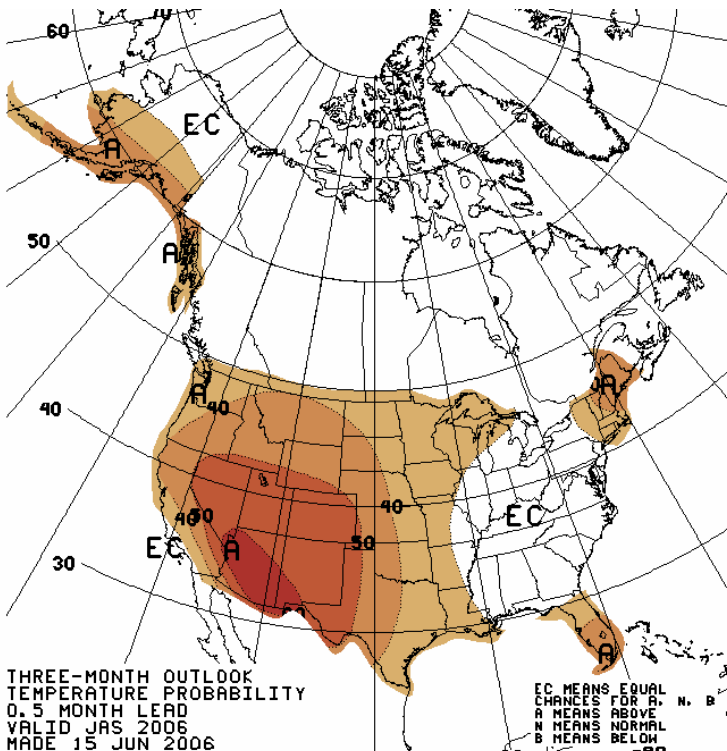 70
60
EC
A
50
A
A
40
A
40
40
40
50
EC
50
A
EC
30
A
THREE-MONTH OUTLOOK
TEMPERATURE PROBABILITY
0.5 MONTH LEAD
VALID JAS 2006
MADE 15 JUN 2006
EC MEANS EQUAL
CHANCES FOR A, N, B
A MEANS ABOVE
N MEANS NORMAL
B MEANS BELOW